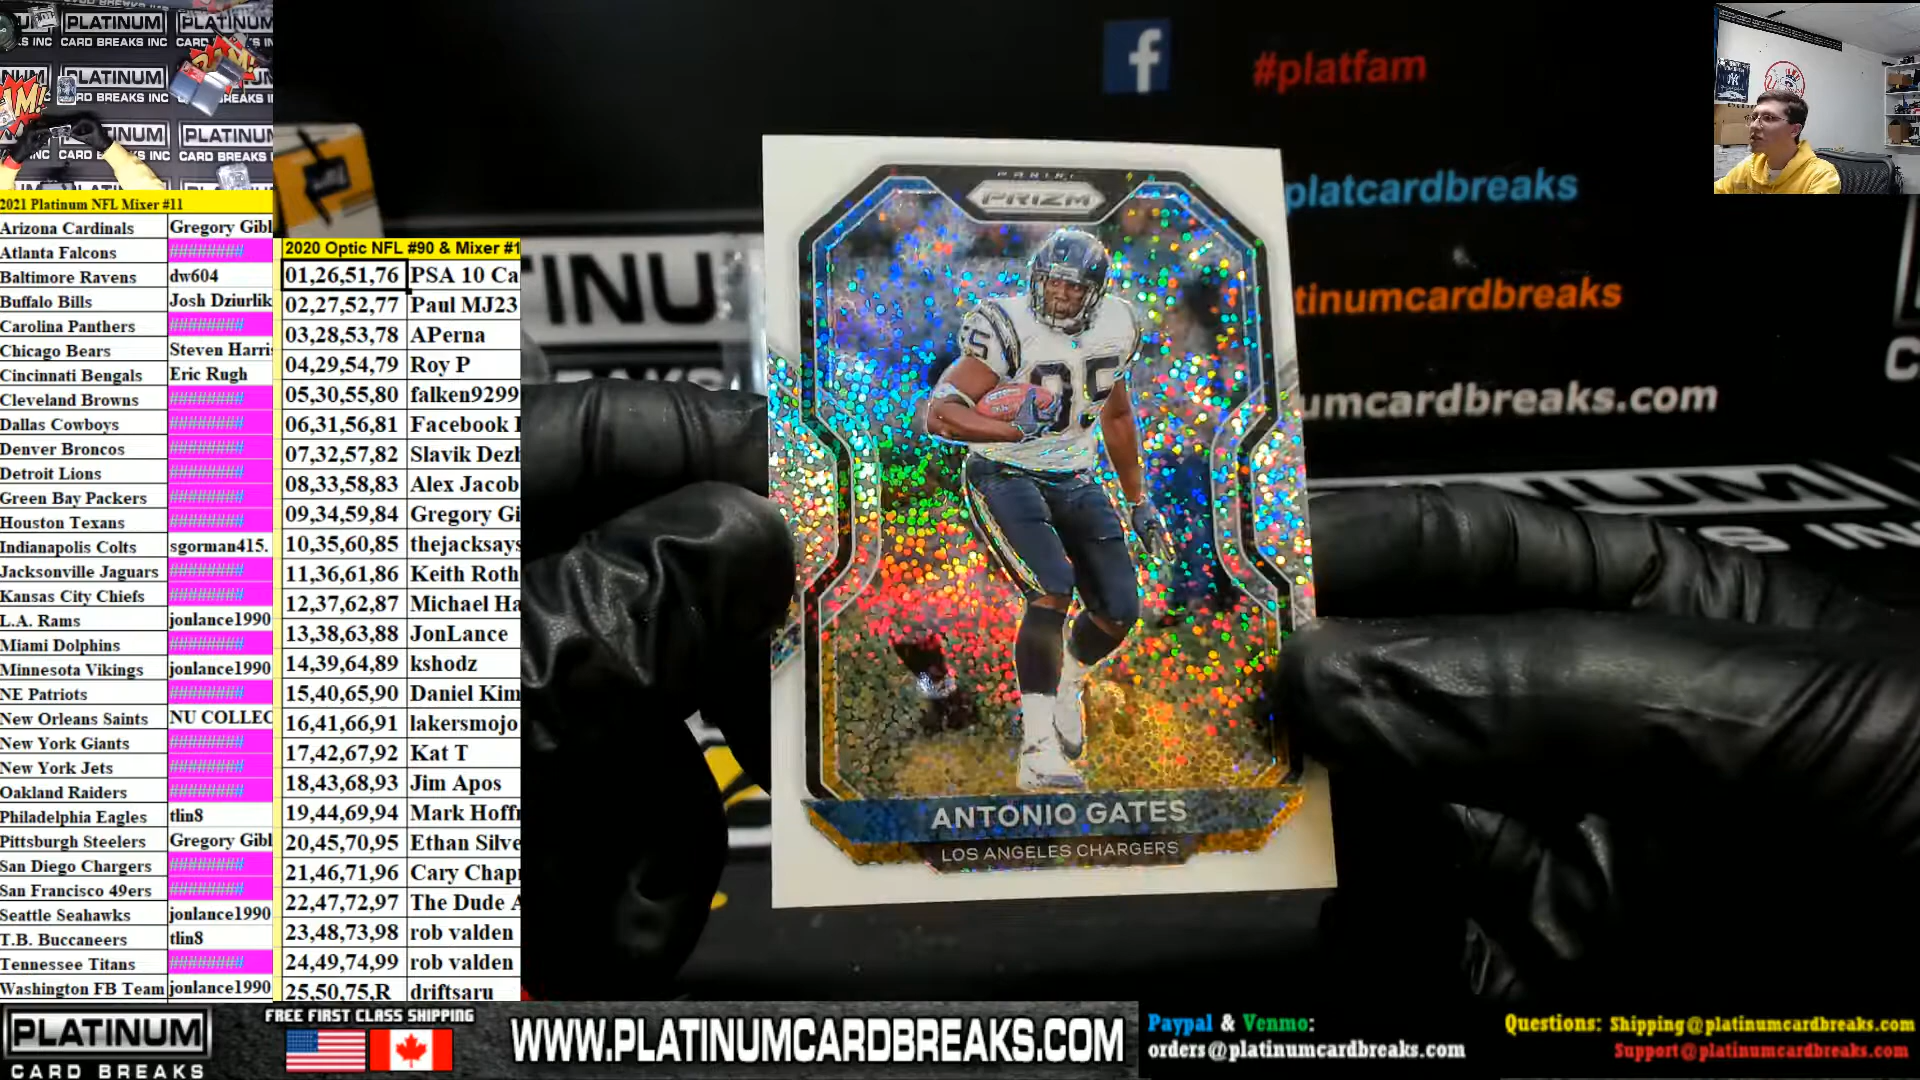 PLATINUM
CARD BREAKS INC
#platfam
platcardbreaks
tinumcardbreaks
umcardbreaks.com
2021 Platinum NFL Mixer #11
Arizona Cardinals Gregory Gibl
Atlanta Falcons ########
Baltimore Ravens dw604
Buffalo Bills Josh Dziurlik
Carolina Panthers ########
Chicago Bears Steven Harri
Cincinnati Bengals Eric Rugh
Cleveland Browns ########
Dallas Cowboys ########
Denver Broncos ########
Detroit Lions ########
Green Bay Packers ########
Houston Texans ########
Indianapolis Colts sgorman415.
Jacksonville Jaguars ########
Kansas City Chiefs ########
L.A. Rams jonlance1990
Miami Dolphins ########
Minnesota Vikings jonlance1990
NE Patriots ########
New Orleans Saints NU COLLEC
New York Giants ########
New York Jets ########
Oakland Raiders ########
Philadelphia Eagles tlin8
Pittsburgh Steelers Gregory Gibl
San Diego Chargers ########
San Francisco 49ers ########
Seattle Seahawks jonlance1990
T.B. Buccaneers tlin8
Tennessee Titans ########
Washington FB Team jonlance1990
2020 Optic NFL #90 & Mixer #1
01,26,51,76 PSA 10 Ca
02,27,52,77 Paul MJ23
03,28,53,78 APerna
04,29,54,79 Roy P
05,30,55,80 falken9299
06,31,56,81 Facebook
07,32,57,82 Slavik Dezh
08,33,58,83 Alex Jacob
09,34,59,84 Gregory Gi
10,35,60,85 thejacksays
11,36,61,86 Keith Roth
12,37,62,87 Michael Ha
13,38,63,88 JonLance
14,39,64,89 kshodz
15,40,65,90 Daniel Kim
16,41,66,91 lakersmojo
17,42,67,92 Kat T
18,43,68,93 Jim Apos
19,44,69,94 Mark Hoffr
20,45,70,95 Ethan Silve
21,46,71,96 Cary Chap
22,47,72,97 The Dude A
23,48,73,98 rob valden
24,49,74,99 rob valden
25,50,75,R driftsaru
PANINI
PRIZM
85
ANTONIO GATES
LOS ANGELES CHARGERS
PLATINUM
CARD BREAKS
FREE FIRST CLASS SHIPPING
WWW.PLATINUMCARDBREAKS.COM
Paypal & Venmo:
orders@platinumcardbreaks.com
Questions: Shipping@platinumcardbreaks.com
Support@platinumcardbreaks.com